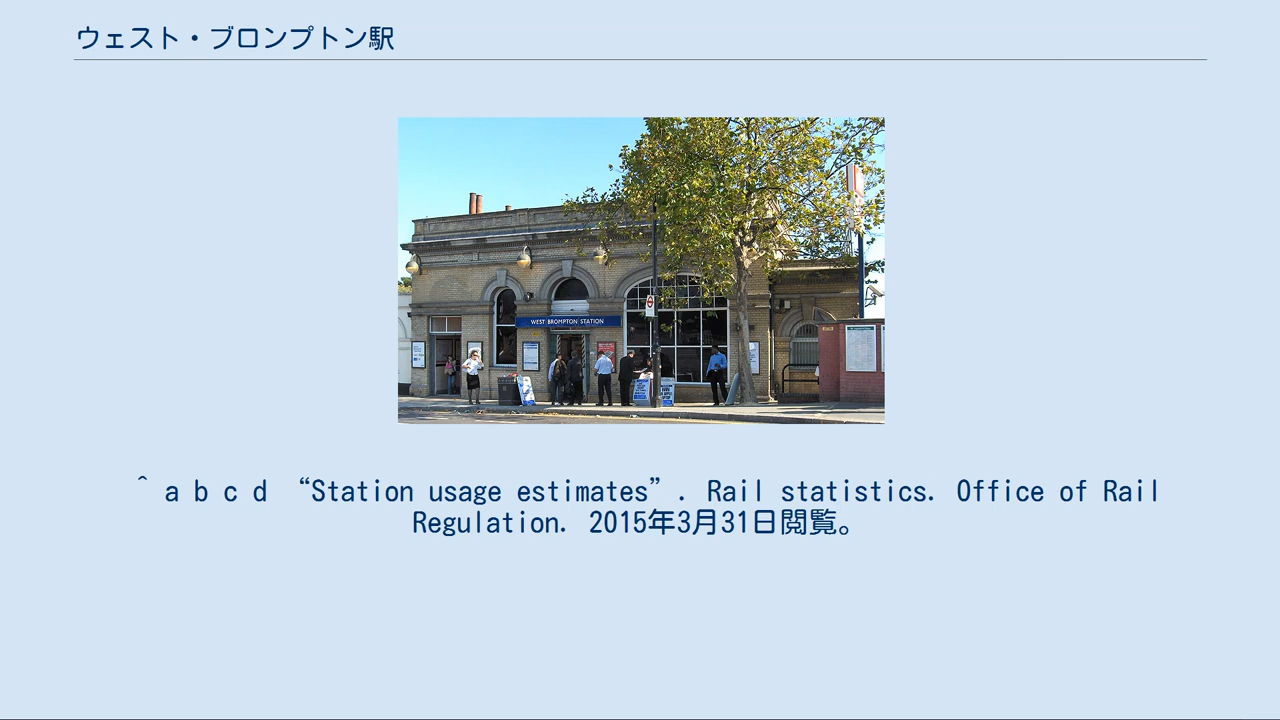 ウェスト・ブロンプトン駅
WEST BROMPTON STATION
^ a b c d “Station usage estimates”. Rail statistics. Office of Rail
Regulation. 2015年3月31日閲覧。